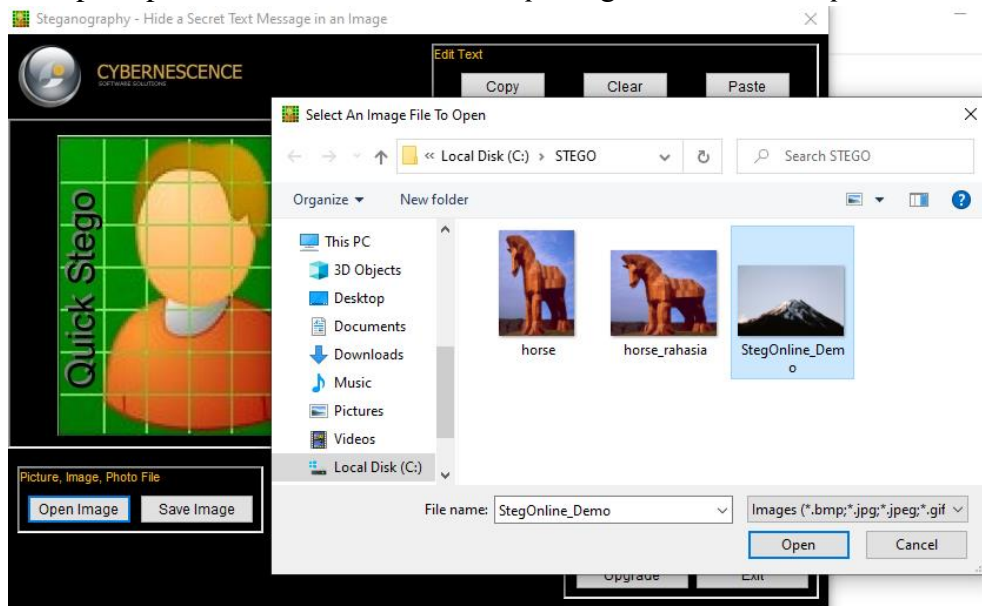 Steganography - Hide a Secret Text Message in an Image
CYBERNESCENCE
SOFTWARE SOLUTIONS
Edit Text
Copy Clear Paste
Quick Stego
Picture, Image, Photo File
Open Image Save Image
Upgrade Exit
Select An Image File To Open
« Local Disk (C:) › STEGO
Search STEGO
Organize New folder
This PC
3D Objects
Desktop
Documents
Downloads
Music
Pictures
Videos
Local Disk (C:)
horse horse_rahasia StegOnline_Dem
o
File name: StegOnline_Demo Images (*.bmp;*.jpg;*.jpeg;*.gif
Open Cancel